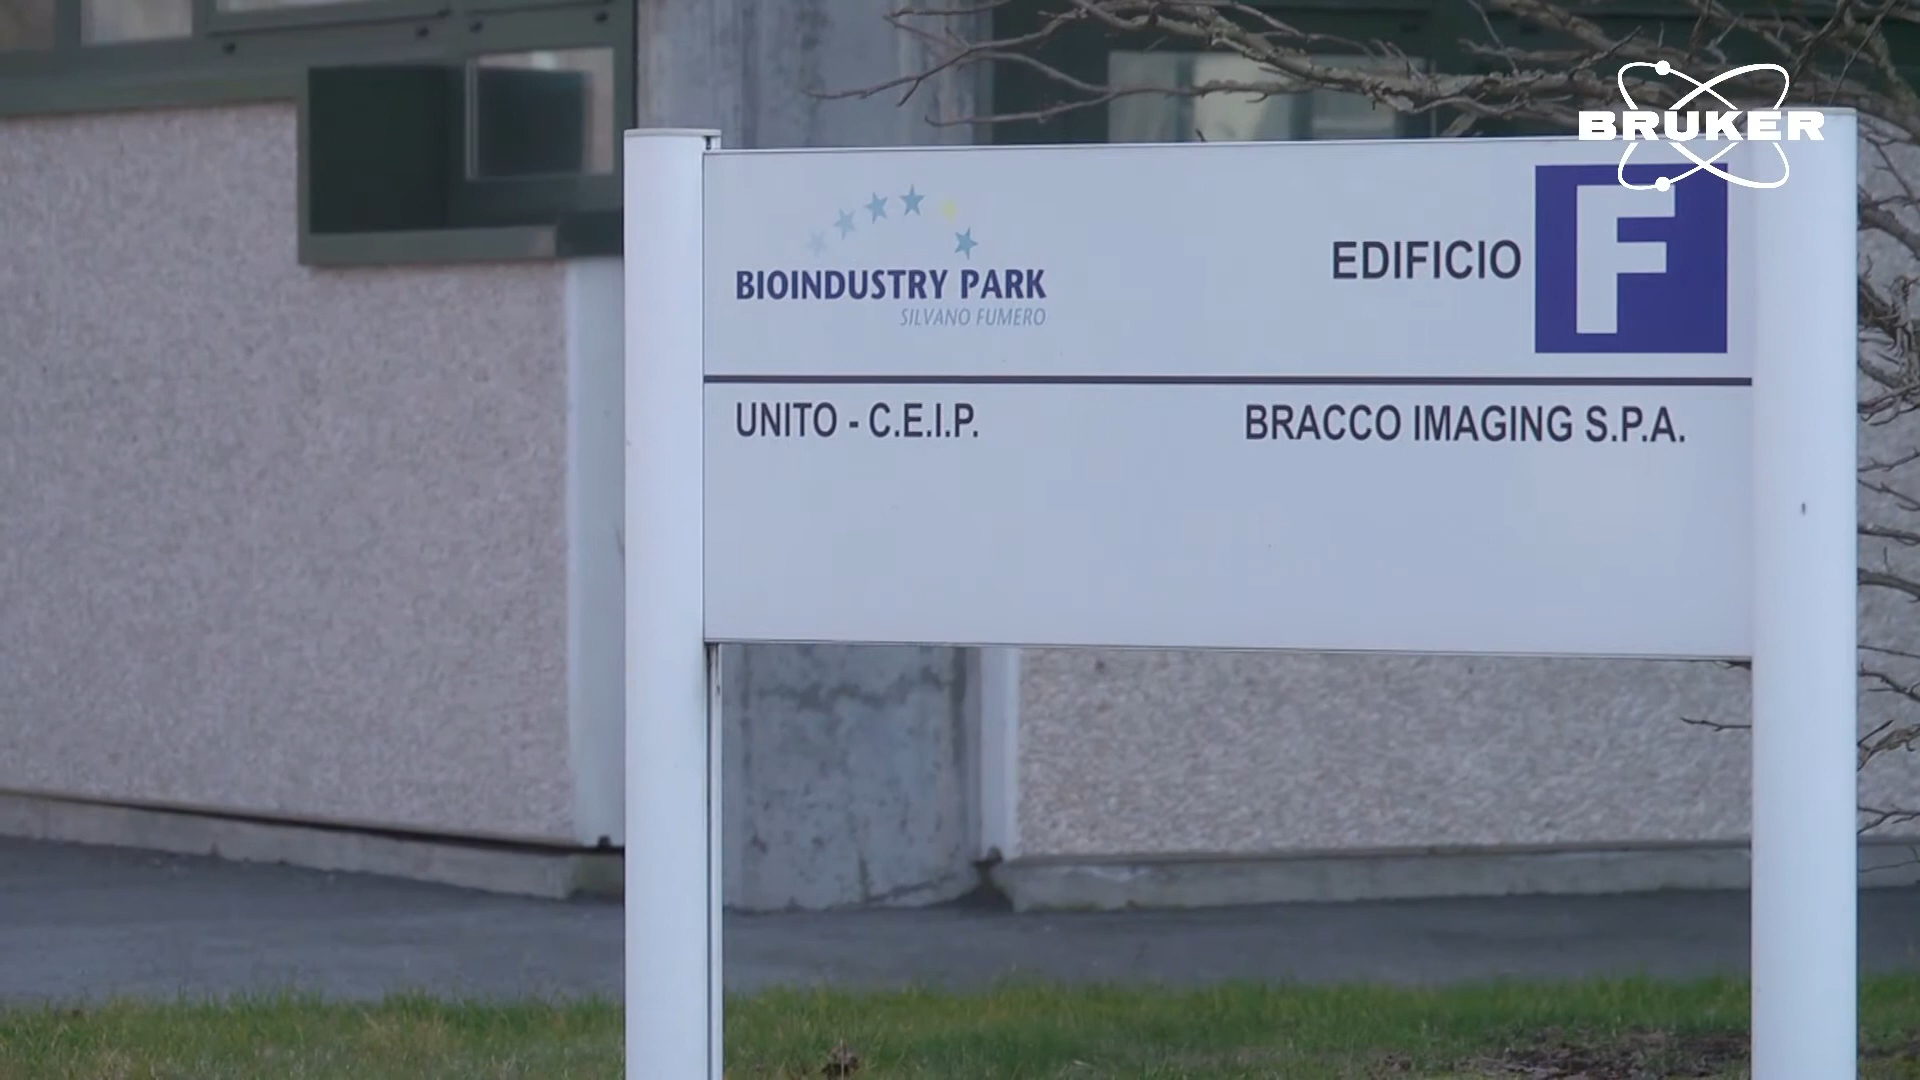 BRUKER
BIOINDUSTRY PARK
SILVANO FUMERO
EDIFICIO F
UNITO - C.E.I.P.
BRACCO IMAGING S.P.A.